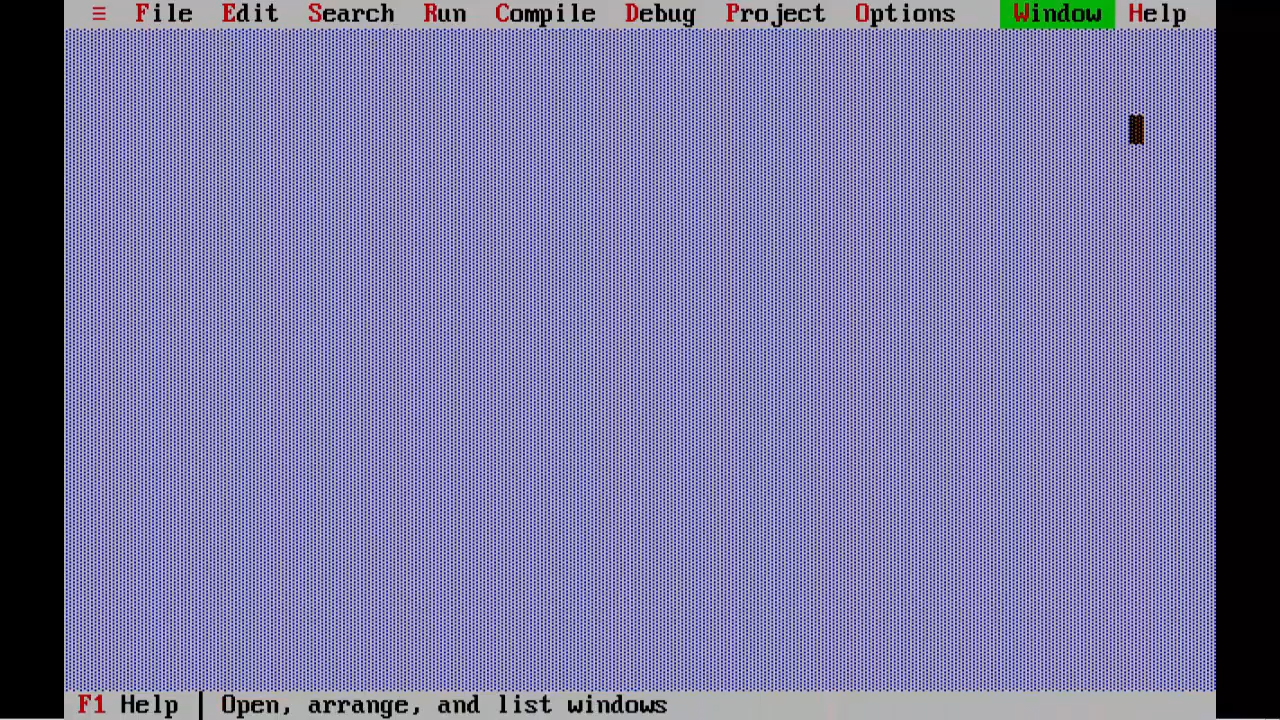 ≡ File Edit Search Run Compile Debug Project Options Window Help
F1 Help | Open, arrange, and list windows